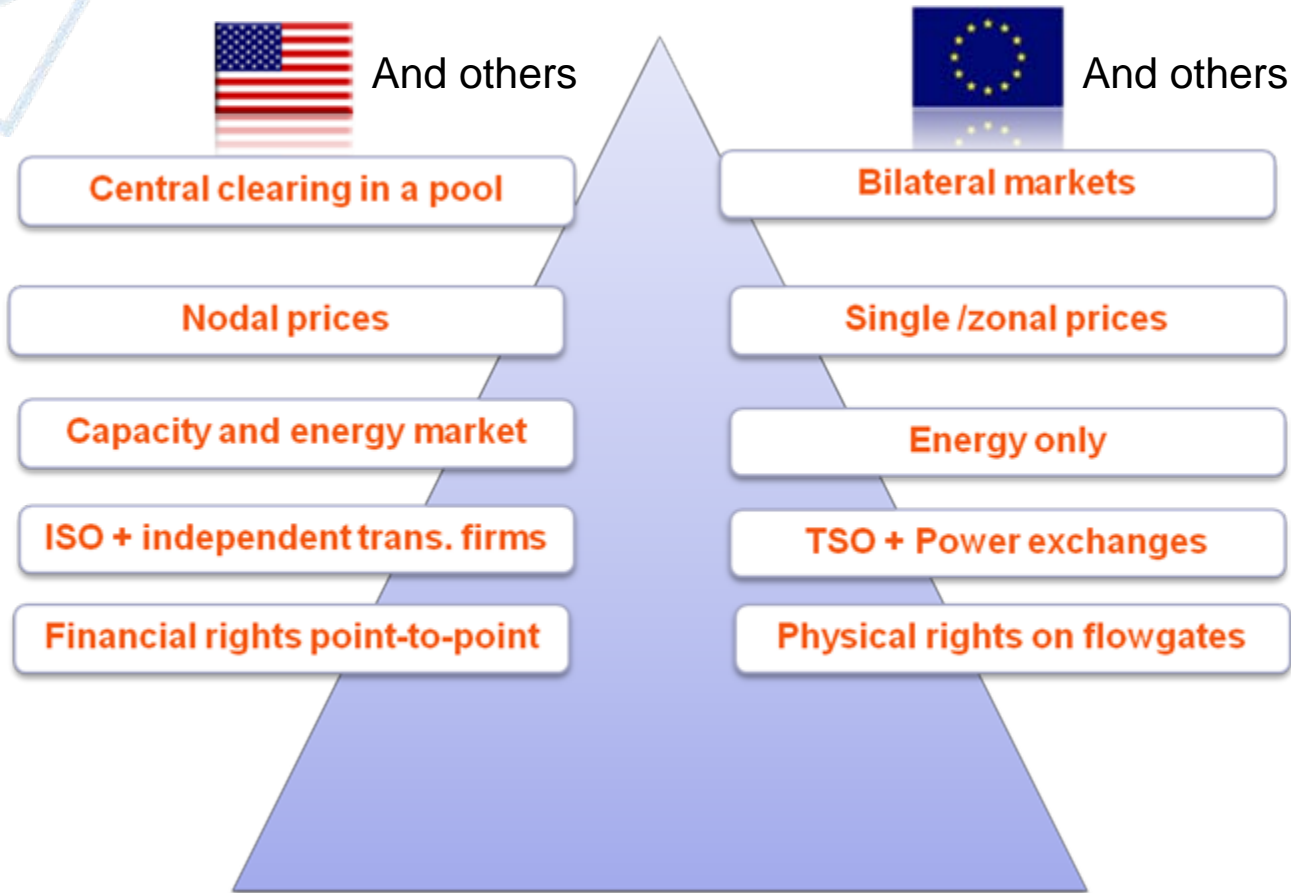 And others
And others
Central clearing in a pool
Bilateral markets
Nodal prices
Single /zonal prices
Capacity and energy market
Energy only
ISO + independent trans. firms
TSO + Power exchanges
Financial rights point-to-point
Physical rights on flowgates